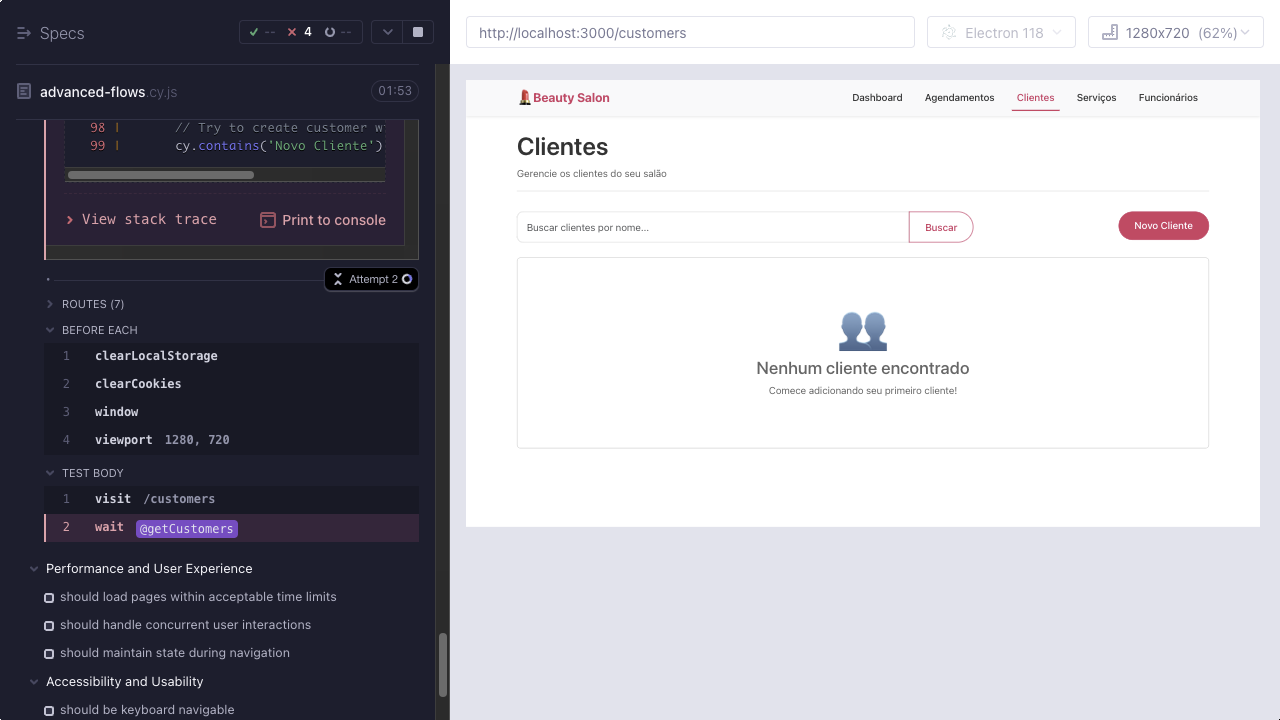 Specs
-- 4 --
advanced-flows.cy.js 01:53
98 | // Try to create customer w
99 | cy.contains('Novo Cliente')
View stack trace
Print to console
Attempt 2
ROUTES (7)
BEFORE EACH
1 clearLocalStorage
2 clearCookies
3 window
4 viewport 1280, 720
TEST BODY
1 visit /customers
2 wait @getCustomers
Performance and User Experience
should load pages within acceptable time limits
should handle concurrent user interactions
should maintain state during navigation
Accessibility and Usability
should be keyboard navigable
http://localhost:3000/customers
Electron 118
1280x720 (62%)
Beauty Salon
Dashboard Agendamentos Clientes Serviços Funcionários
Clientes
Gerencie os clientes do seu salão
Buscar clientes por nome...
Buscar
Novo Cliente
Nenhum cliente encontrado
Comece adicionando seu primeiro cliente!